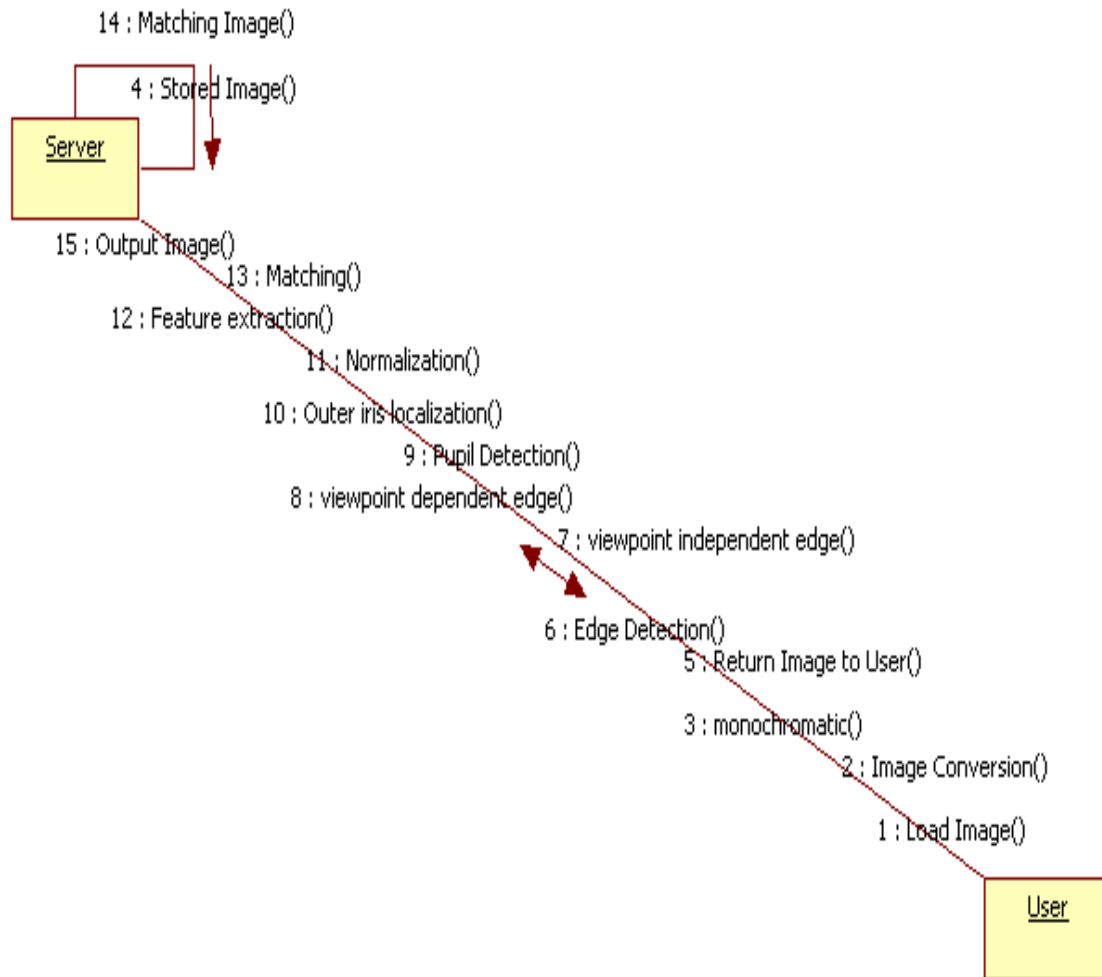 14 : Matching Image()
4 : Stored Image()
Server
15 : Output Image()
13 : Matching()
12 : Feature extraction()
11 : Normalization()
10 : Outer iris localization()
9 : Pupil Detection()
8 : viewpoint dependent edge()
7 : viewpoint independent edge()
6 : Edge Detection()
5 : Return Image to User()
3 : monochromatic()
2 : Image Conversion()
1 : Load Image()
User